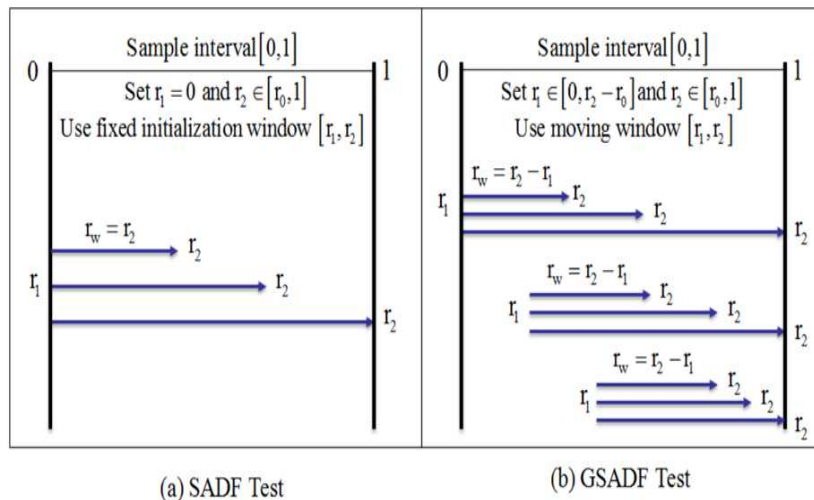 Sample interval[0,1]
0
1
Set r₁ = 0 and r₂ ∈ [r₀,1]
Use fixed initialization window [r₁, r₂]
r_w = r₂
r₂
r₁
r₂
r₂
(a) SADF Test
Sample interval[0,1]
0
1
Set r₁ ∈ [0, r₂ − r₀] and r₂ ∈ [r₀,1]
Use moving window [r₁, r₂]
r_w = r₂ − r₁
r₂
r₁
r₂
r₂
r_w = r₂ − r₁
r₂
r₁
r₂
r₂
r_w = r₂ − r₁
r₂
r₁
r₂
r₂
(b) GSADF Test